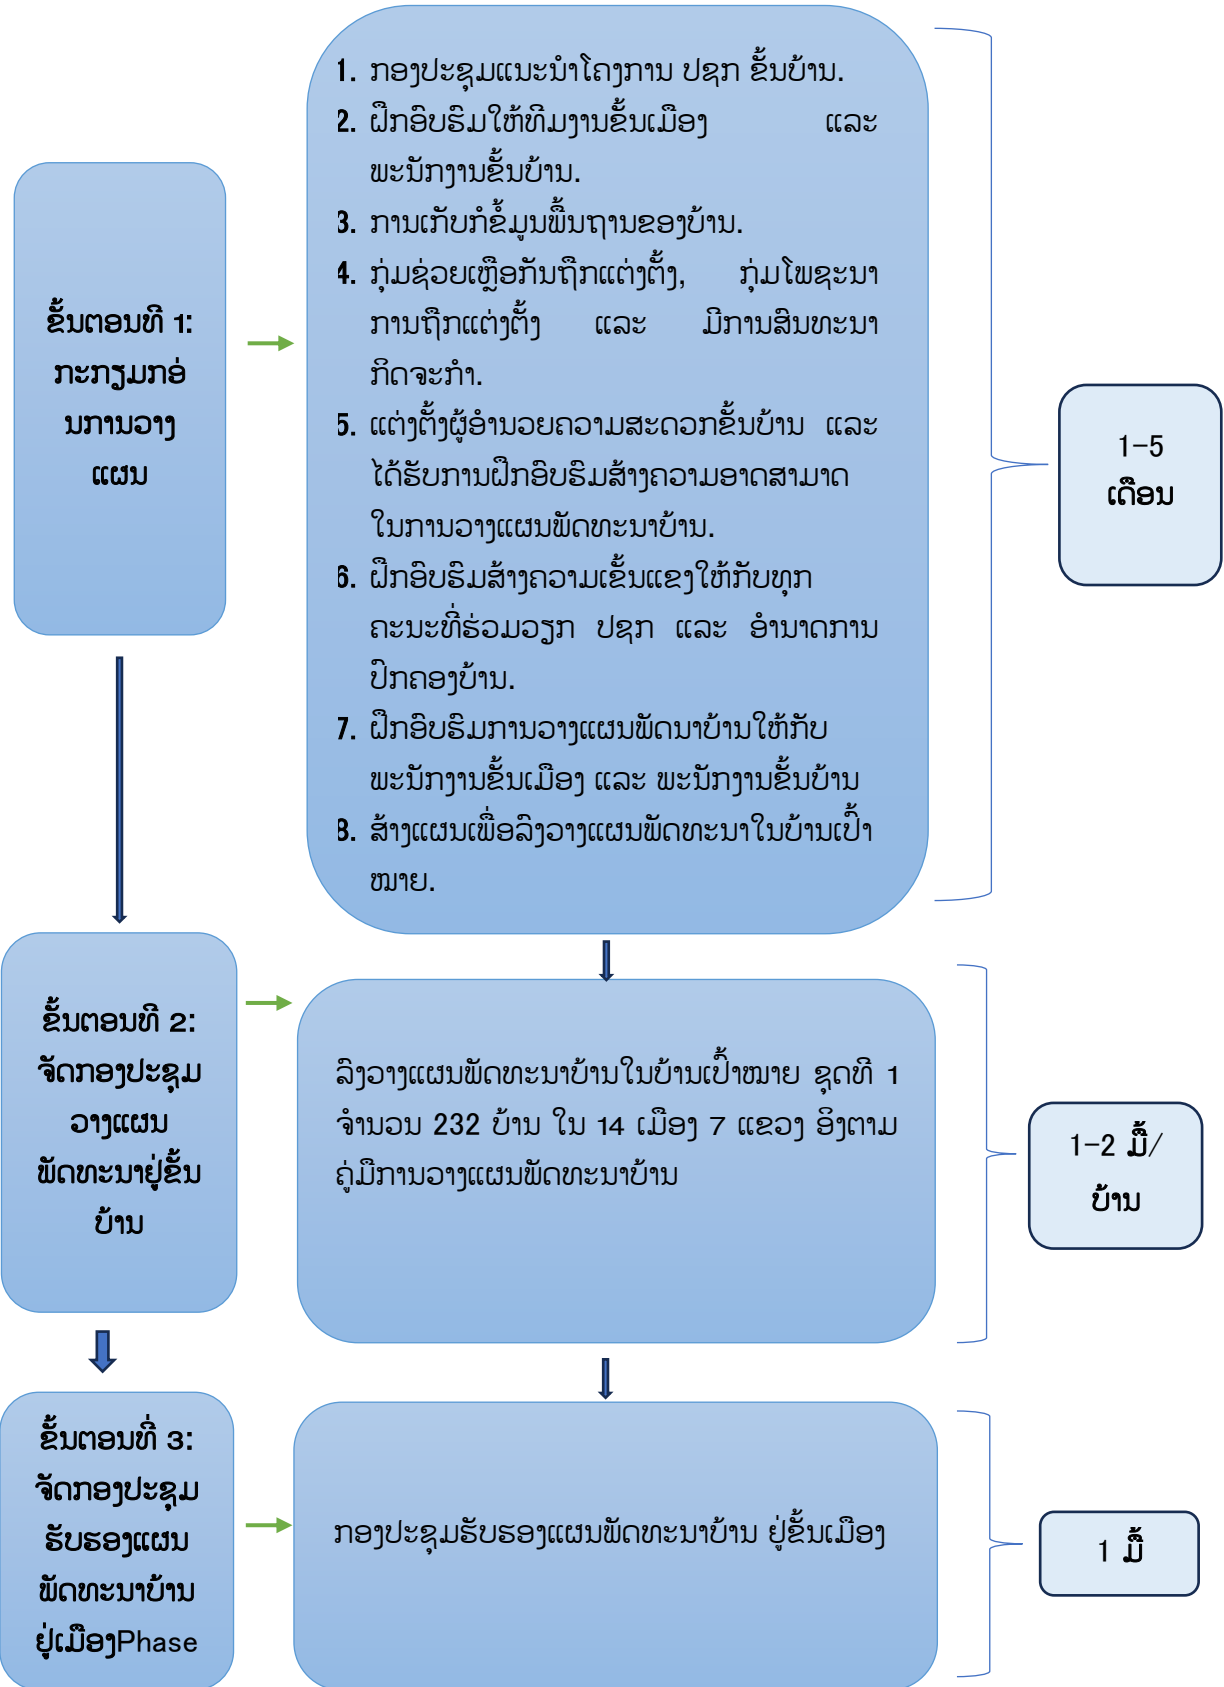 ຂັ້ນຕອນທີ 1:
ກະກຽມກອ່
ນການວາງ
ແຜນ
1. ກອງປະຊຸມແນະນຳໂຄງການ ປຊກ ຂັ້ນບ້ານ.
2. ຝຶກອົບຮົມໃຫ້ທີມງານຂັ້ນເມືອງ ແລະ
ພະນັກງານຂັ້ນບ້ານ.
3. ການເກັບກຳຂໍ້ມູນພື້ນຖານຂອງບ້ານ.
4. ກຸ່ມຊ່ວຍເຫຼືອກັນຖືກແຕ່ງຕັ້ງ, ກຸ່ມໂພຊະນາ
ການຖືກແຕ່ງຕັ້ງ ແລະ ມີການສົນທະນາ
ກິດຈະກຳ.
5. ແຕ່ງຕັ້ງຜູ້ອຳນວຍຄວາມສະດວກຂັ້ນບ້ານ ແລະ
ໄດ້ຮັບການຝຶກອົບຮົມສ້າງຄວາມອາດສາມາດ
ໃນການວາງແຜນພັດທະນາບ້ານ.
6. ຝຶກອົບຮົມສ້າງຄວາມເຂັ້ມແຂງໃຫ້ກັບທຸກ
ຄະນະທີ່ຮ່ວມວຽກ ປຊກ ແລະ ອຳນາດການ
ປົກຄອງບ້ານ.
7. ຝຶກອົບຮົມການວາງແຜນພັດນາບ້ານໃຫ້ກັບ
ພະນັກງານຂັ້ນເມືອງ ແລະ ພະນັກງານຂັ້ນບ້ານ
8. ສ້າງແຜນເພື່ອລົງວາງແຜນພັດທະນາໃນບ້ານເປົ້າ
ໝາຍ.
1-5
ເດືອນ
ຂັ້ນຕອນທີ 2:
ຈັດກອງປະຊຸມ
ວາງແຜນ
ພັດທະນາຢູ່ຂັ້ນ
ບ້ານ
ລົງວາງແຜນພັດທະນາບ້ານໃນບ້ານເປົ້າໝາຍ ຊຸດທີ 1
ຈຳນວນ 232 ບ້ານ ໃນ 14 ເມືອງ 7 ແຂວງ ອີງຕາມ
ຄູ່ມືການວາງແຜນພັດທະນາບ້ານ
1-2 ມື້/
ບ້ານ
ຂັ້ນຕອນທີ່ 3:
ຈັດກອງປະຊຸມ
ຮັບຮອງແຜນ
ພັດທະນາບ້ານ
ຢູ່ເມືອງPhase
ກອງປະຊຸມຮັບຮອງແຜນພັດທະນາບ້ານ ຢູ່ຂັ້ນເມືອງ
1 ມື້